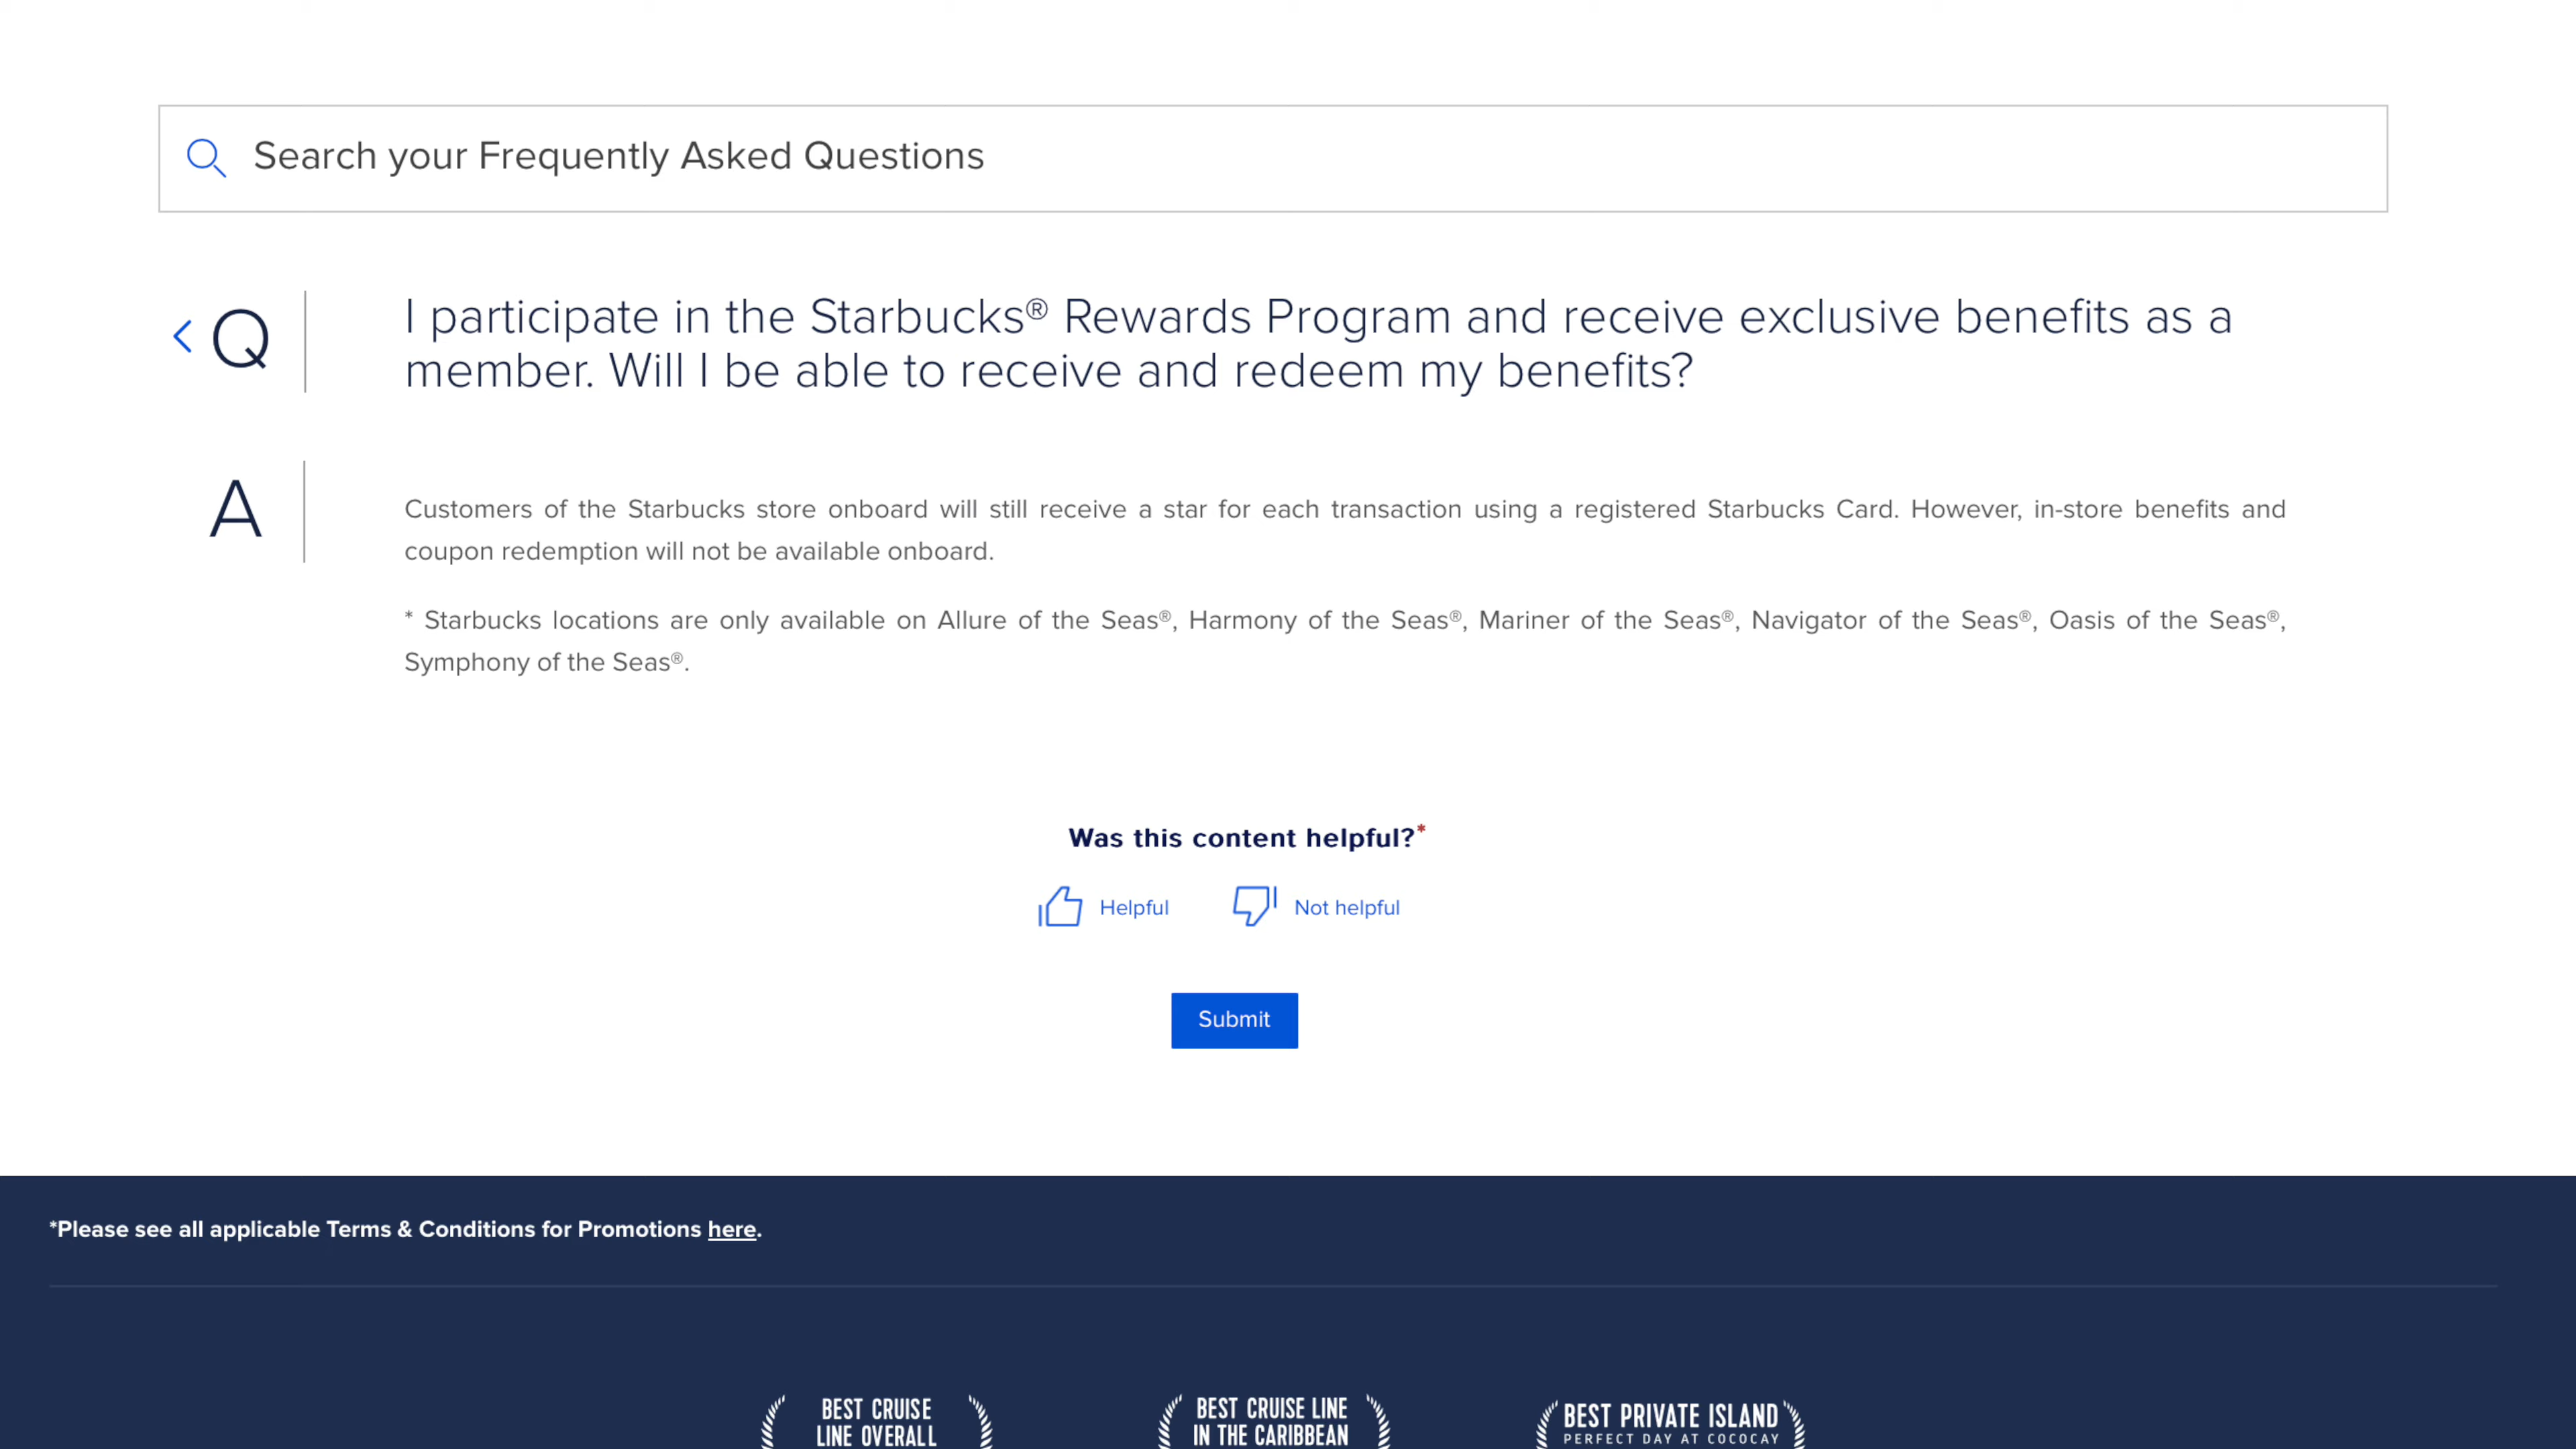 Search your Frequently Asked Questions
Q
I participate in the Starbucks® Rewards Program and receive exclusive benefits as a
member. Will I be able to receive and redeem my benefits?
A
Customers of the Starbucks store onboard will still receive a star for each transaction using a registered Starbucks Card. However, in-store benefits and
coupon redemption will not be available onboard.
* Starbucks locations are only available on Allure of the Seas®, Harmony of the Seas®, Mariner of the Seas®, Navigator of the Seas®, Oasis of the Seas®,
Symphony of the Seas®.
Was this content helpful?*
Helpful Not helpful
Submit
*Please see all applicable Terms & Conditions for Promotions here.
BEST CRUISE
LINE OVERALL
BEST CRUISE LINE
IN THE CARIBBEAN
BEST PRIVATE ISLAND
PERFECT DAY AT COCOCAY